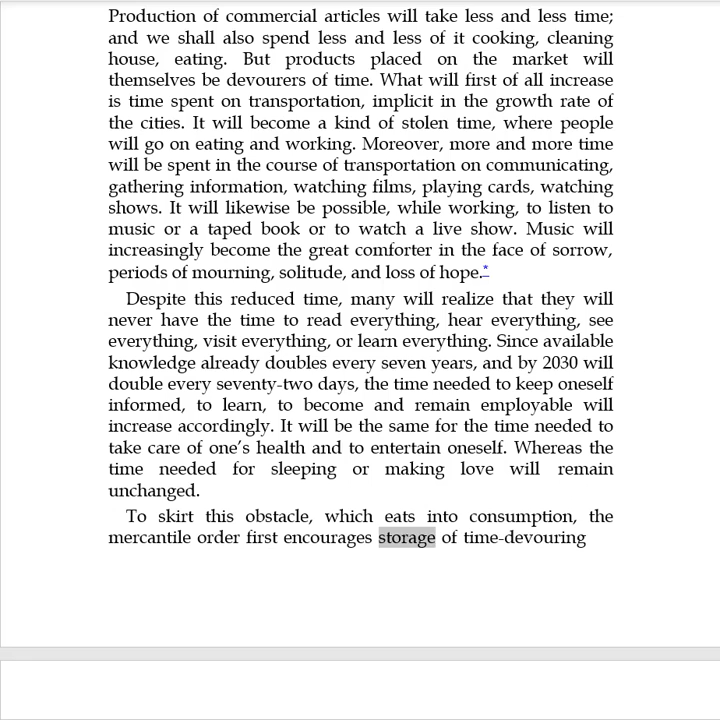 Production of commercial articles will take less and less time;
and we shall also spend less and less of it cooking, cleaning
house, eating. But products placed on the market will
themselves be devourers of time. What will first of all increase
is time spent on transportation, implicit in the growth rate of
the cities. It will become a kind of stolen time, where people
will go on eating and working. Moreover, more and more time
will be spent in the course of transportation on communicating,
gathering information, watching films, playing cards, watching
shows. It will likewise be possible, while working, to listen to
music or a taped book or to watch a live show. Music will
increasingly become the great comforter in the face of sorrow,
periods of mourning, solitude, and loss of hope.*
Despite this reduced time, many will realize that they will
never have the time to read everything, hear everything, see
everything, visit everything, or learn everything. Since available
knowledge already doubles every seven years, and by 2030 will
double every seventy-two days, the time needed to keep oneself
informed, to learn, to become and remain employable will
increase accordingly. It will be the same for the time needed to
take care of one’s health and to entertain oneself. Whereas the
time needed for sleeping or making love will remain
unchanged.
To skirt this obstacle, which eats into consumption, the
mercantile order first encourages storage of time-devouring